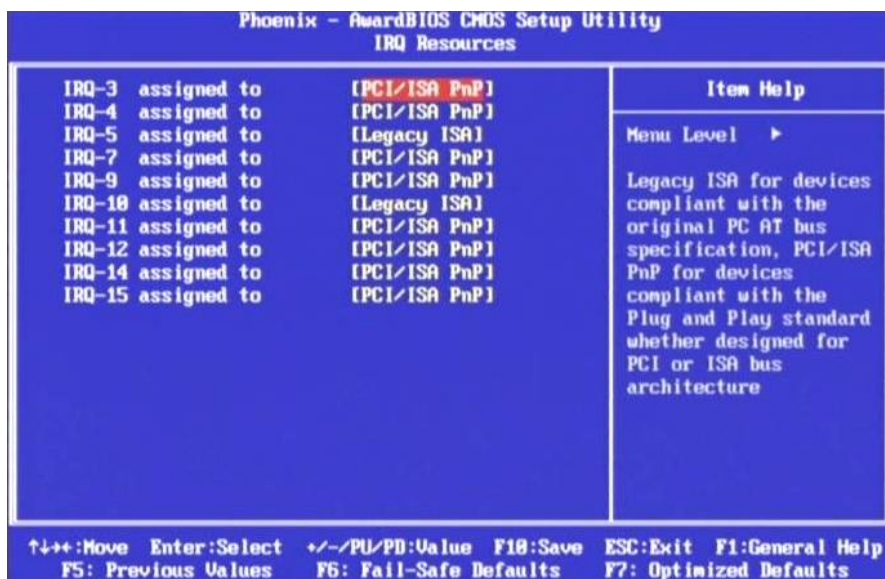 Phoenix - AwardBIOS CMOS Setup Utility
IRQ Resources
IRQ-3 assigned to [PCI/ISA PnP]
IRQ-4 assigned to [PCI/ISA PnP]
IRQ-5 assigned to [Legacy ISA]
IRQ-7 assigned to [PCI/ISA PnP]
IRQ-9 assigned to [PCI/ISA PnP]
IRQ-10 assigned to [Legacy ISA]
IRQ-11 assigned to [PCI/ISA PnP]
IRQ-12 assigned to [PCI/ISA PnP]
IRQ-14 assigned to [PCI/ISA PnP]
IRQ-15 assigned to [PCI/ISA PnP]
Item Help
Menu Level ►
Legacy ISA for devices
compliant with the
original PC AT bus
specification, PCI/ISA
PnP for devices
compliant with the
Plug and Play standard
whether designed for
PCI or ISA bus
architecture
↑↓→←:Move Enter:Select +/-/PU/PD:Value F10:Save ESC:Exit F1:General Help
F5: Previous Values F6: Fail-Safe Defaults F7: Optimized Defaults